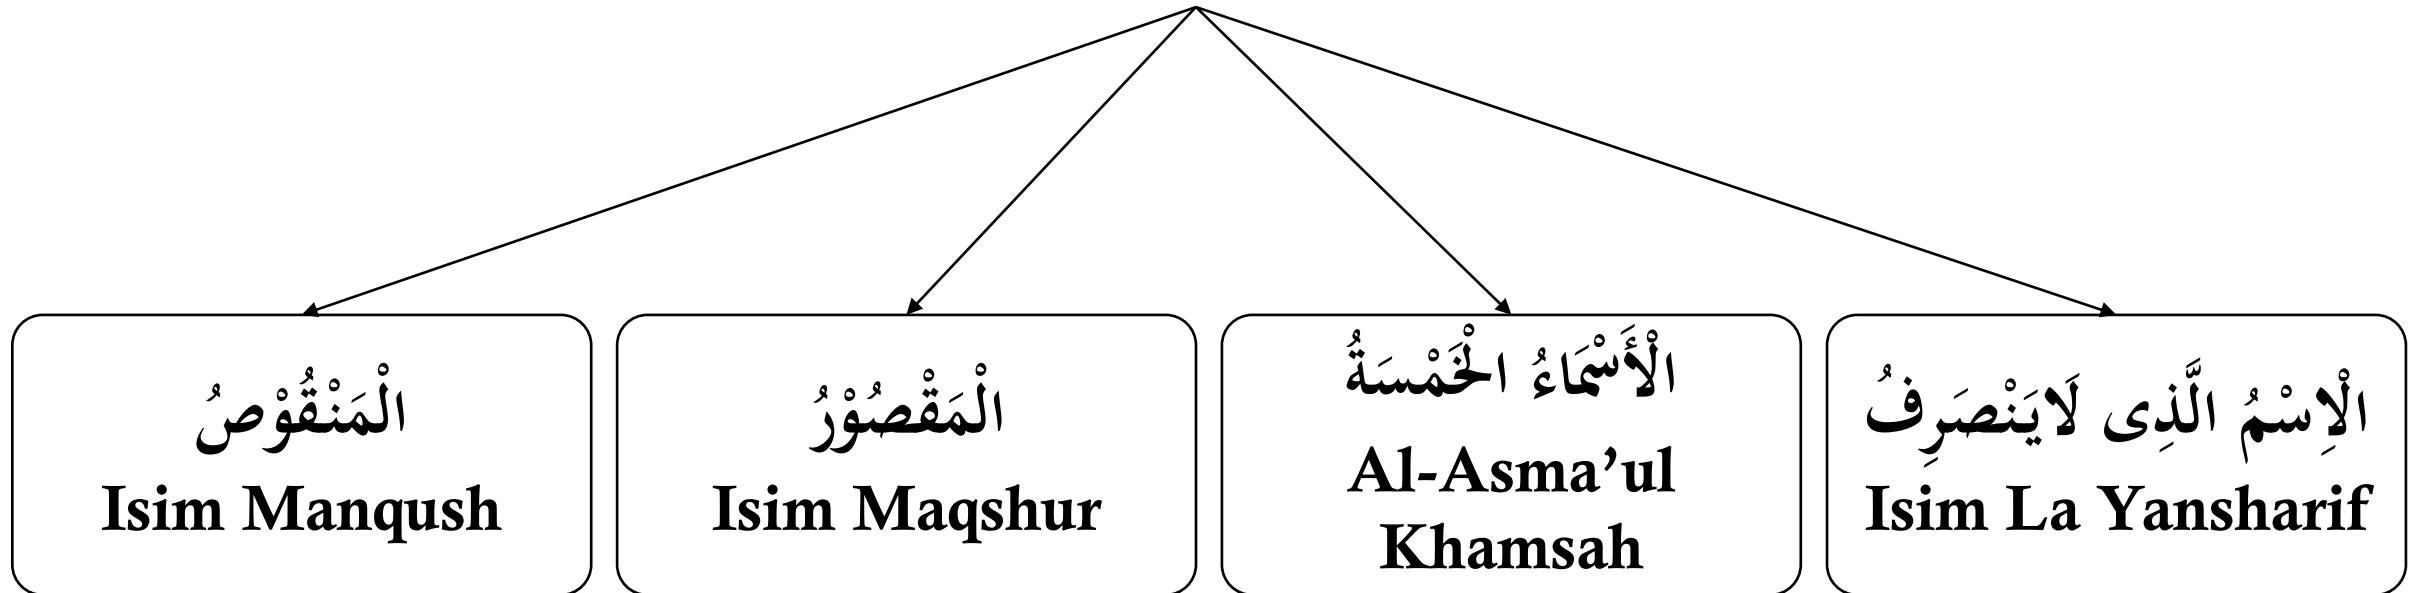 الْمَنْقُوْصُ
Isim Manqush
الْمَقْصُوْرُ
Isim Maqshur
الْأَسْمَاءُ الْخَمْسَةُ
Al-Asma’ul
Khamsah
الْاِسْمُ الَّذِى لَايَنْصَرِفُ
Isim La Yansharif